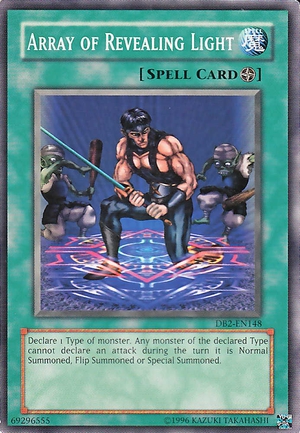 ARRAY OF REVEALING LIGHT 魔
[SPELL CARD]
DB2-EN148
Declare 1 Type of monster. Any monster of the declared Type
cannot declare an attack during the turn it is Normal
Summoned, Flip Summoned or Special Summoned.
69296555
©1996 KAZUKI TAKAHASHI